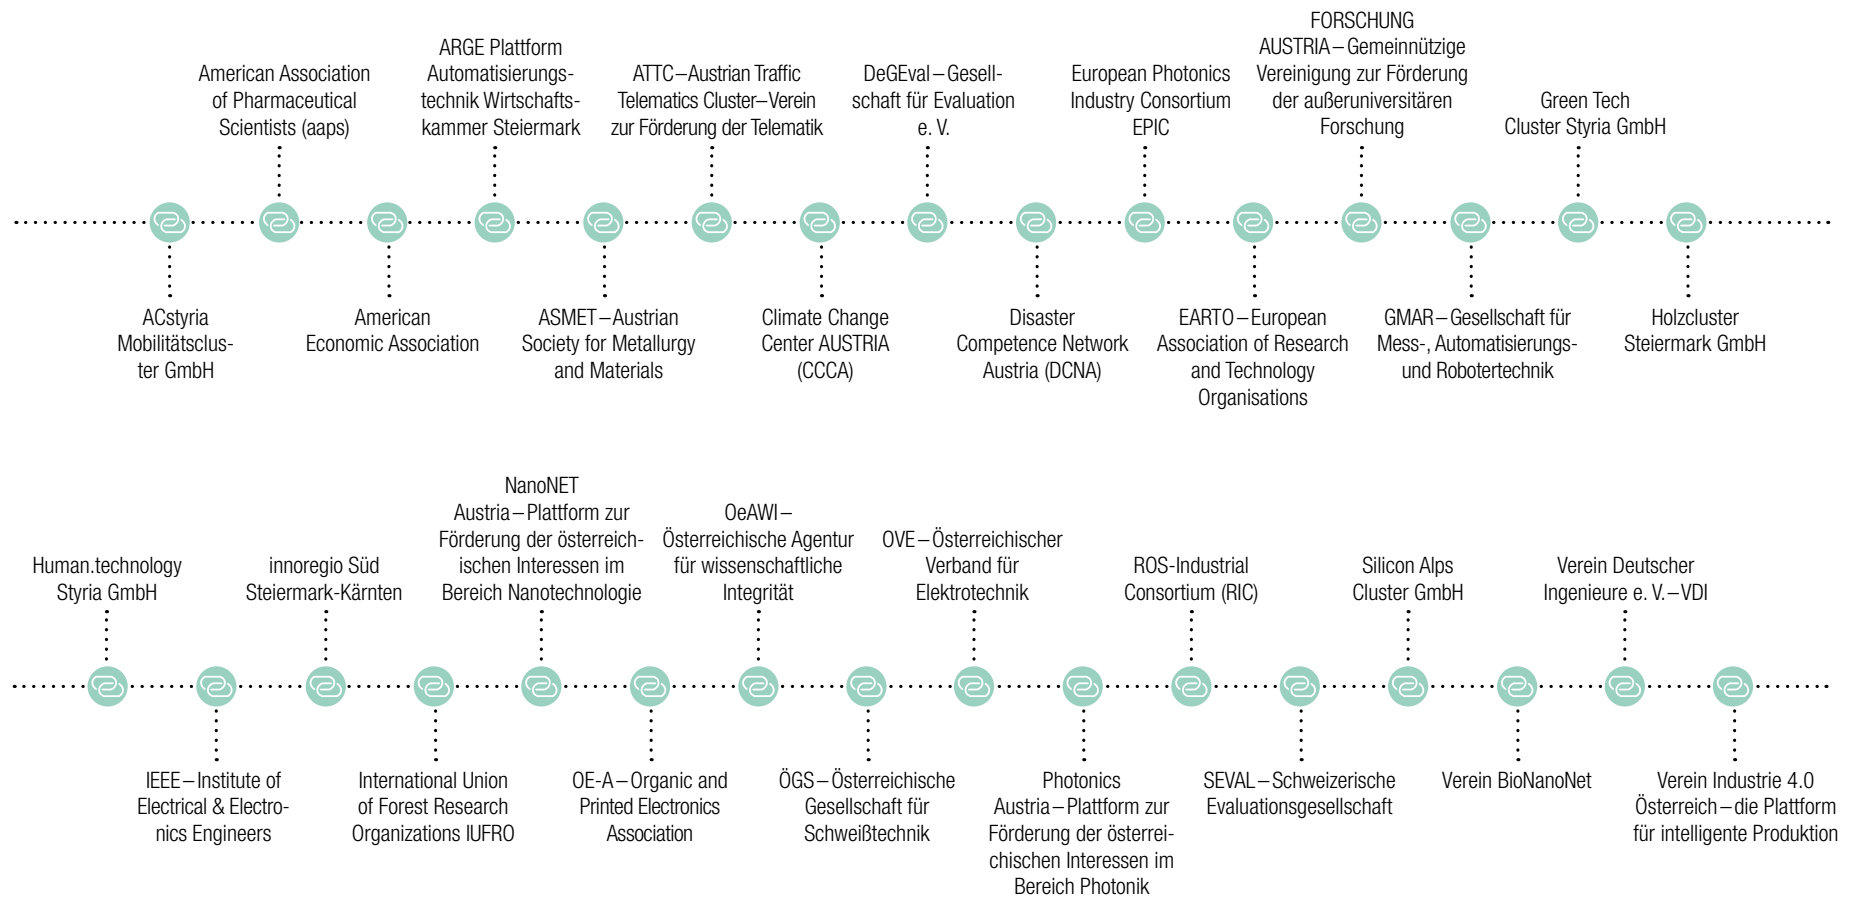 ACstyria
Mobilitätsclus-
ter GmbH
American Association
of Pharmaceutical
Scientists (aaps)
American
Economic Association
ARGE Plattform
Automatisierungs-
technik Wirtschafts-
kammer Steiermark
ASMET – Austrian
Society for Metallurgy
and Materials
ATTC – Austrian Traffic
Telematics Cluster – Verein
zur Förderung der Telematik
Climate Change
Center AUSTRIA
(CCCA)
DeGEval – Gesell-
schaft für Evaluation
e. V.
Disaster
Competence Network
Austria (DCNA)
European Photonics
Industry Consortium
EPIC
EARTO – European
Association of Research
and Technology
Organisations
FORSCHUNG
AUSTRIA – Gemeinnützige
Vereinigung zur Förderung
der außeruniversitären
Forschung
GMAR – Gesellschaft für
Mess-, Automatisierungs-
und Robotertechnik
Green Tech
Cluster Styria GmbH
Holzcluster
Steiermark GmbH
Human.technology
Styria GmbH
IEEE – Institute of
Electrical & Electro-
nics Engineers
innoregio Süd
Steiermark-Kärnten
International Union
of Forest Research
Organizations IUFRO
NanoNET
Austria – Plattform zur
Förderung der österreich-
ischen Interessen im
Bereich Nanotechnologie
OE-A – Organic and
Printed Electronics
Association
OeAWI –
Österreichische Agentur
für wissenschaftliche
Integrität
ÖGS – Österreichische
Gesellschaft für
Schweißtechnik
OVE – Österreichischer
Verband für
Elektrotechnik
Photonics
Austria – Plattform zur
Förderung der österrei-
chischen Interessen im
Bereich Photonik
ROS-Industrial
Consortium (RIC)
SEVAL – Schweizerische
Evaluationsgesellschaft
Silicon Alps
Cluster GmbH
Verein BioNanoNet
Verein Deutscher
Ingenieure e. V. – VDI
Verein Industrie 4.0
Österreich – die Plattform
für intelligente Produktion